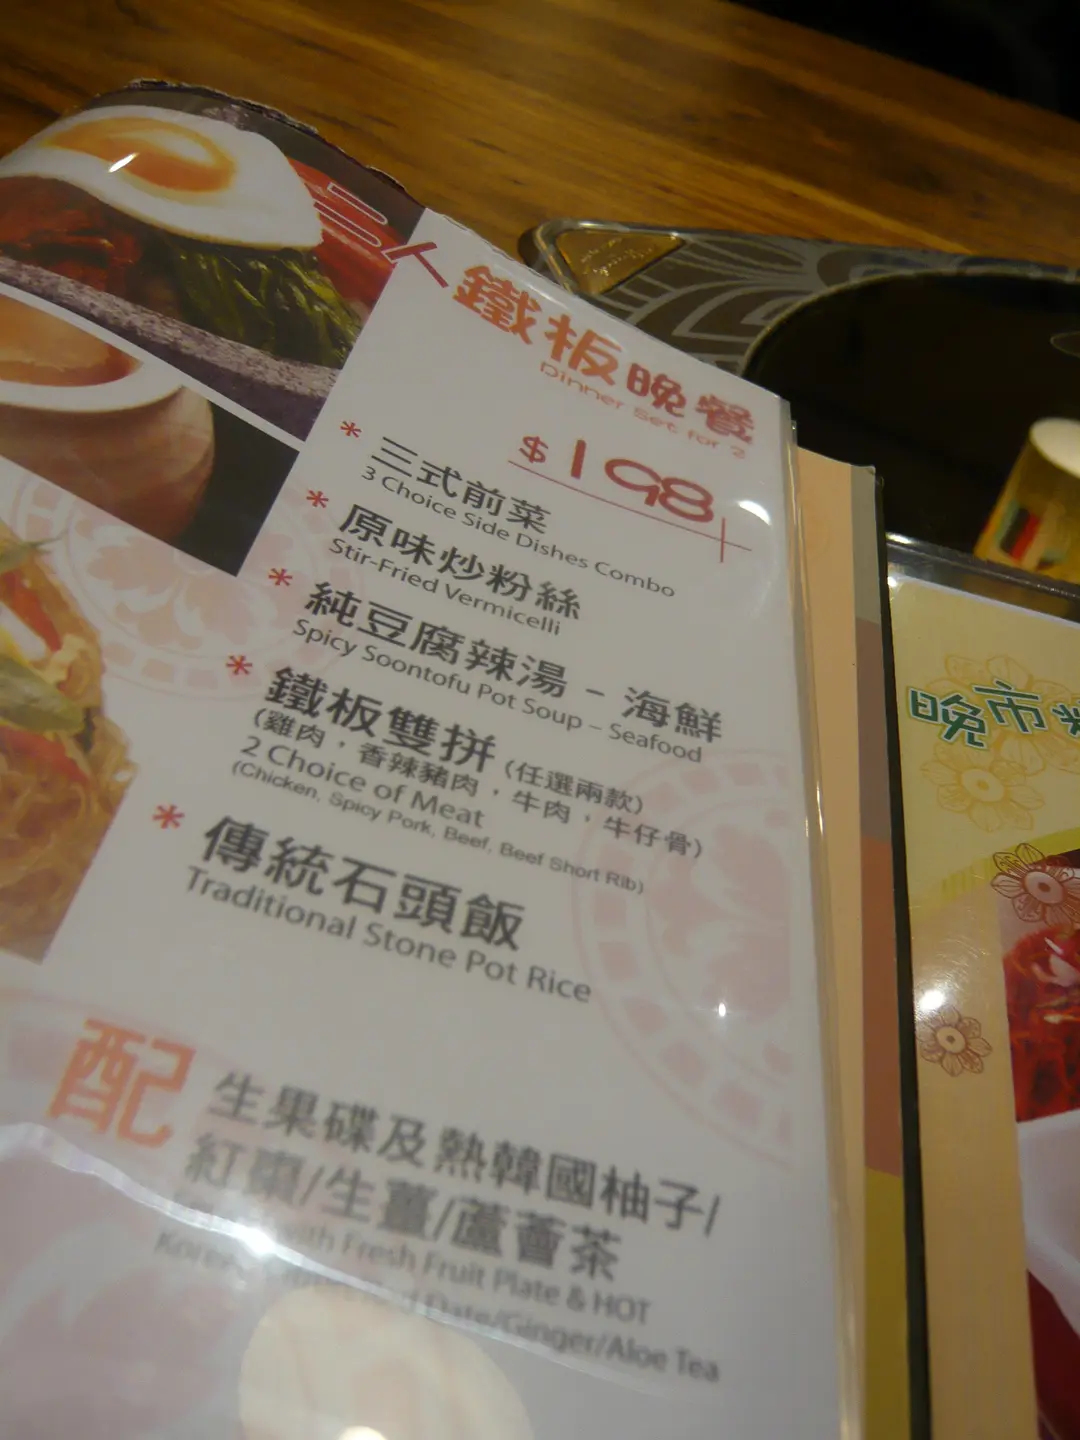 二人 鐵板晚餐
Dinner Set for 2
$198
* 三式前菜
3 Choice Side Dishes Combo
* 原味炒粉絲
Stir-Fried Vermicelli
* 純豆腐辣湯 - 海鮮
Spicy Soontofu Pot Soup – Seafood
* 鐵板雙拼 (任選兩款)
(雞肉，香辣豬肉，牛肉，牛仔骨)
2 Choice of Meat
(Chicken, Spicy Pork, Beef, Beef Short Rib)
* 傳統石頭飯
Traditional Stone Pot Rice
配 生果碟及熱韓國柚子/
紅棗/生薑/蘆薈茶
with Fresh Fruit Plate & HOT
Date/Ginger/Aloe Tea
晚市